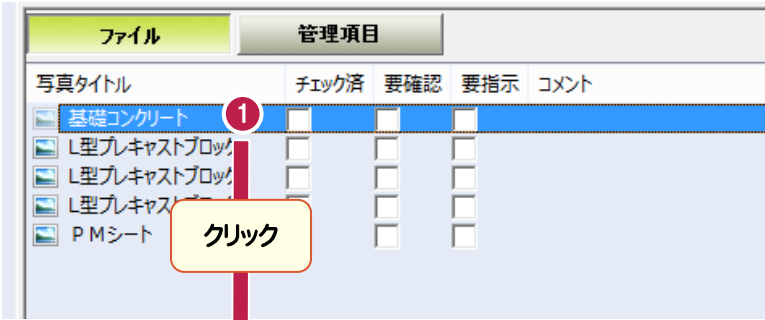 ファイル 管理項目
写真タイトル チェック済 要確認 要指示 コメント
基礎コンクリート 1
L型プレキャストブロック
L型プレキャストブロック
L型プレキャスト
PMシート
クリック